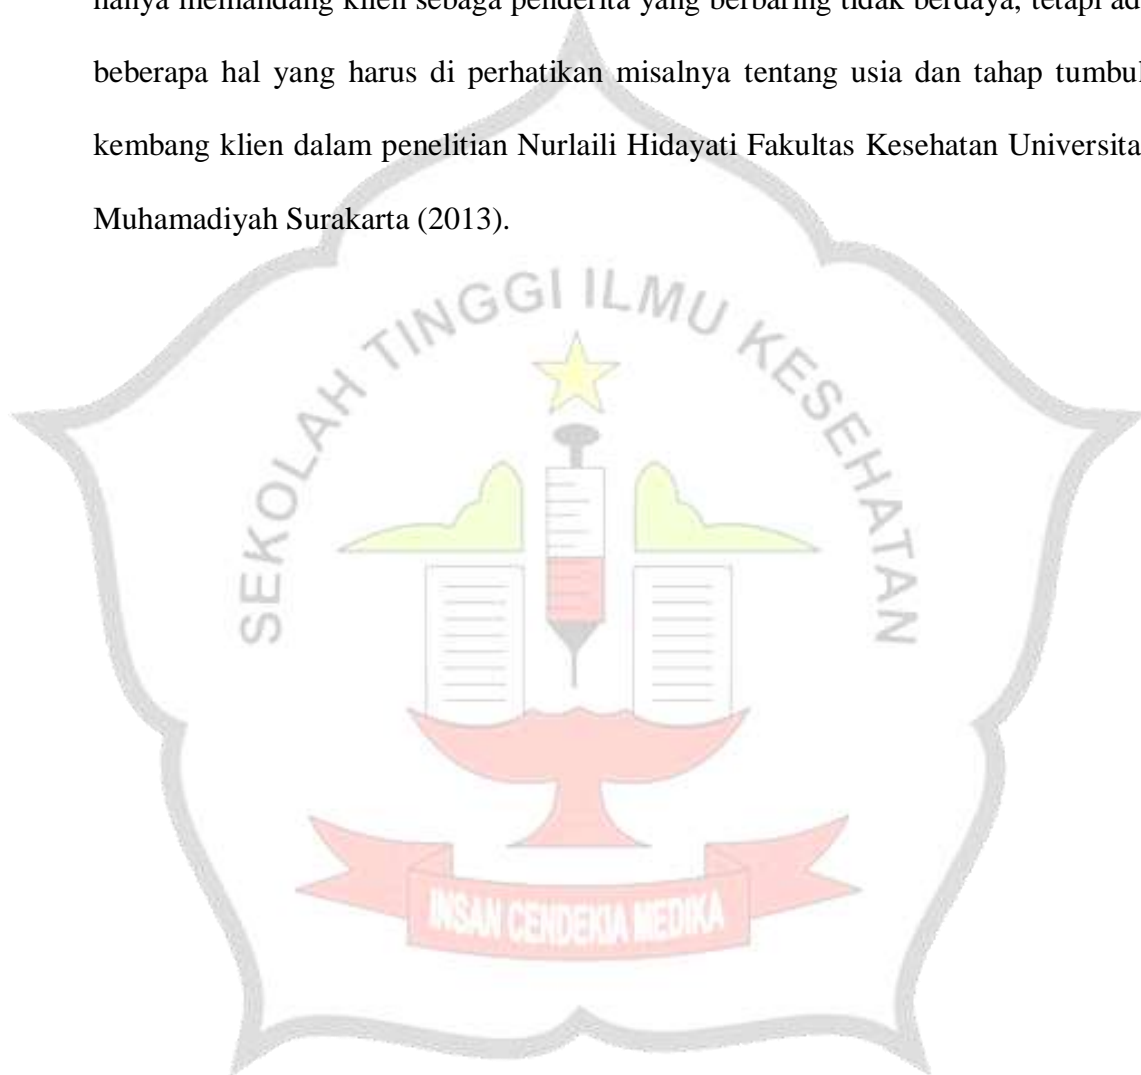 hanya memandang klien sebaga penderita yang berbaring tidak berdaya, tetapi ad
beberapa hal yang harus di perhatikan misalnya tentang usia dan tahap tumbul
kembang klien dalam penelitian Nurlaili Hidayati Fakultas Kesehatan Universita
Muhamadiyah Surakarta (2013).
SEKOLAH TINGGI ILMU KESEHATAN
INSAN CENDEKIA MEDIKA